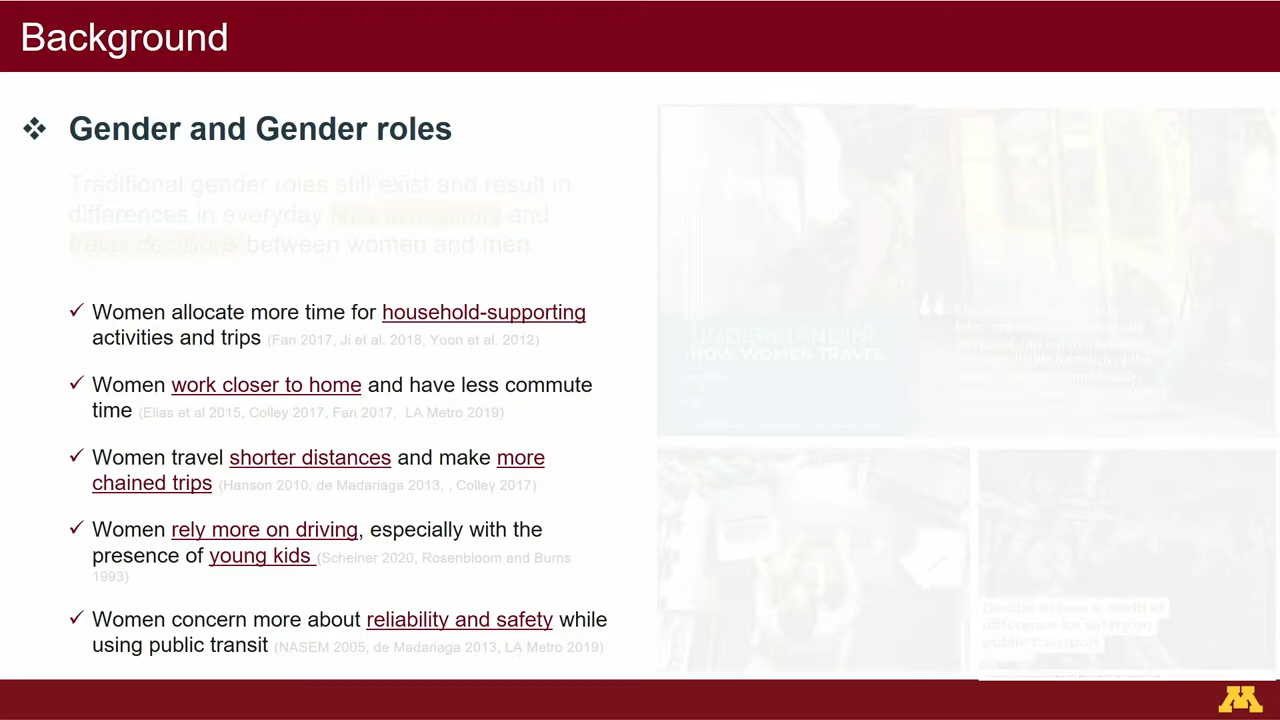 Background
❖ Gender and Gender roles
Traditional gender roles still exist and result in
differences in everyday and
travel decisions between women and men
✓ Women allocate more time for household-supporting
activities and trips (Fan 2017, Ji et al. 2018, Yoon et al. 2012)
✓ Women work closer to home and have less commute
time (Elias et al 2015, Colley 2017, Fan 2017, LA Metro 2019)
✓ Women travel shorter distances and make more
chained trips (Hanson 2010, de Madariaga 2013, , Colley 2017)
✓ Women rely more on driving, especially with the
presence of young kids (Scheiner 2020, Rosenbloom and Burns
1993)
✓ Women concern more about reliability and safety while
using public transit (NASEM 2005, de Madariaga 2013, LA Metro 2019)
UNDERSTANDING
HOW WOMEN TRAVEL
difference for safety on
public transport
M